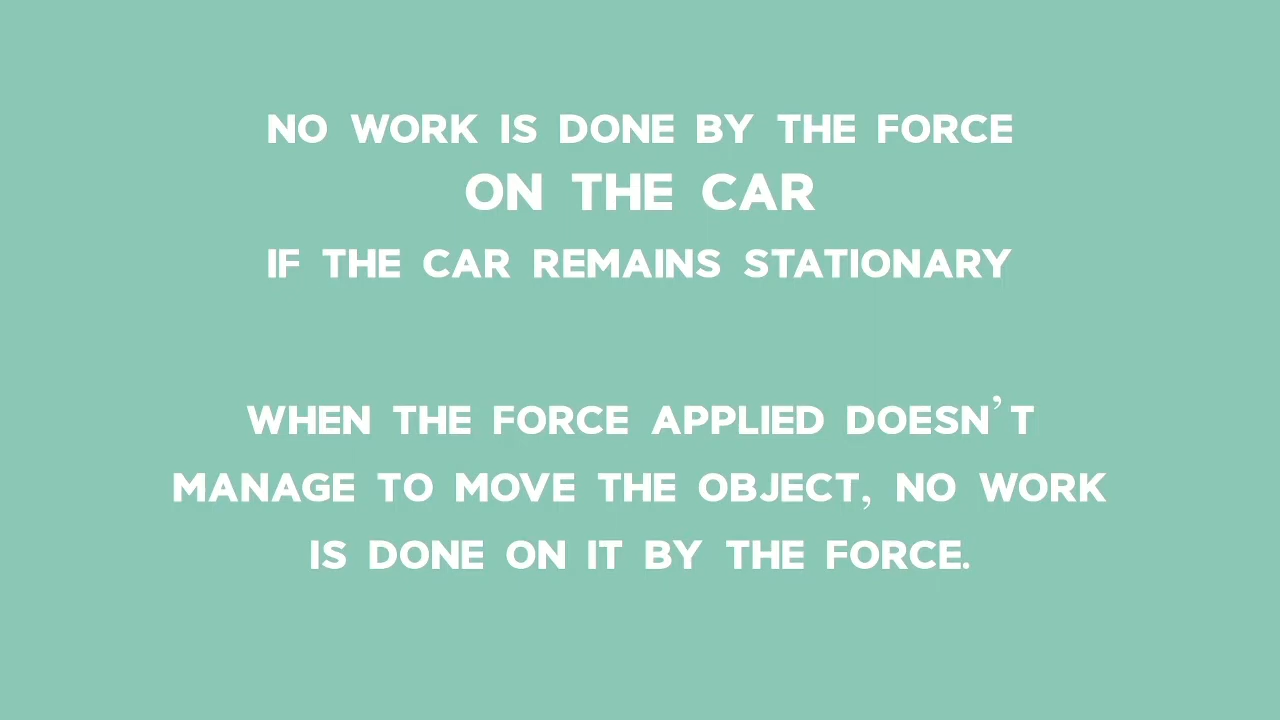 NO WORK IS DONE BY THE FORCE
ON THE CAR
IF THE CAR REMAINS STATIONARY
WHEN THE FORCE APPLIED DOESN’T
MANAGE TO MOVE THE OBJECT, NO WORK
IS DONE ON IT BY THE FORCE.